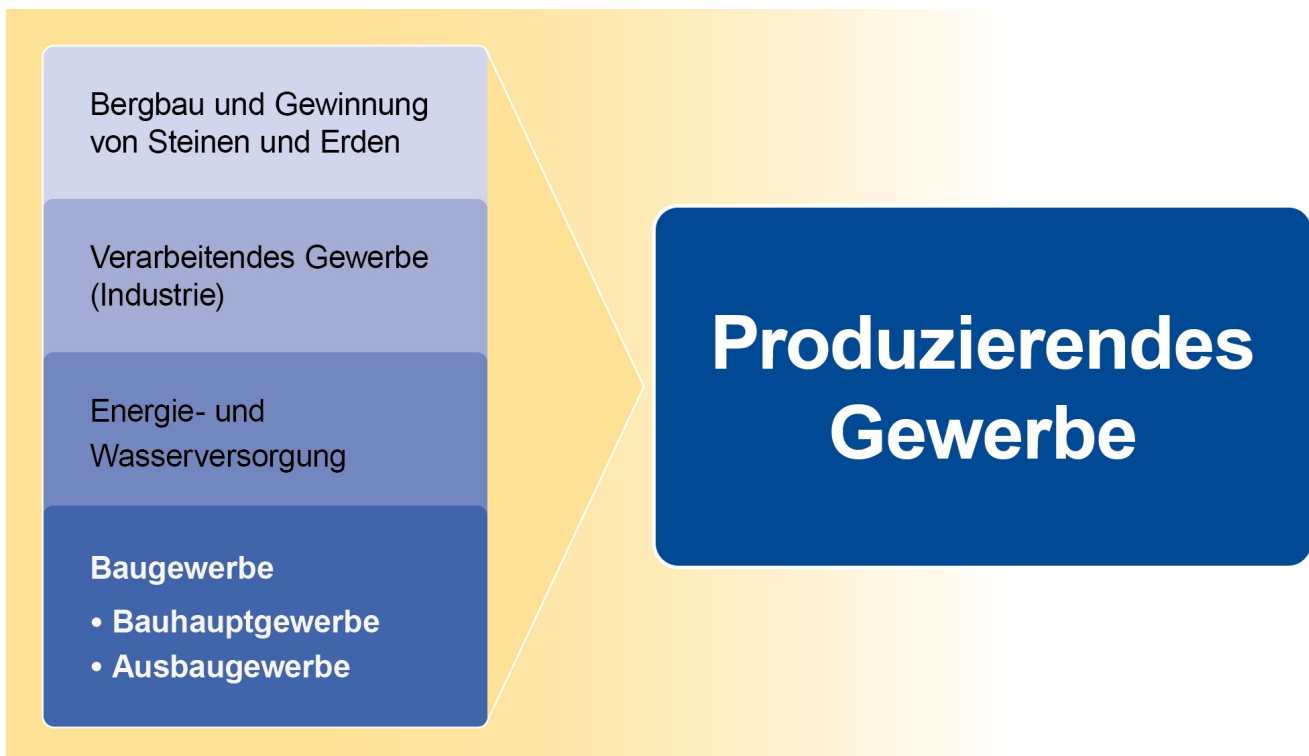 Bergbau und Gewinnung
von Steinen und Erden
Verarbeitendes Gewerbe
(Industrie)
Energie- und
Wasserversorgung
Baugewerbe
• Bauhauptgewerbe
• Ausbaugewerbe
Produzierendes
Gewerbe